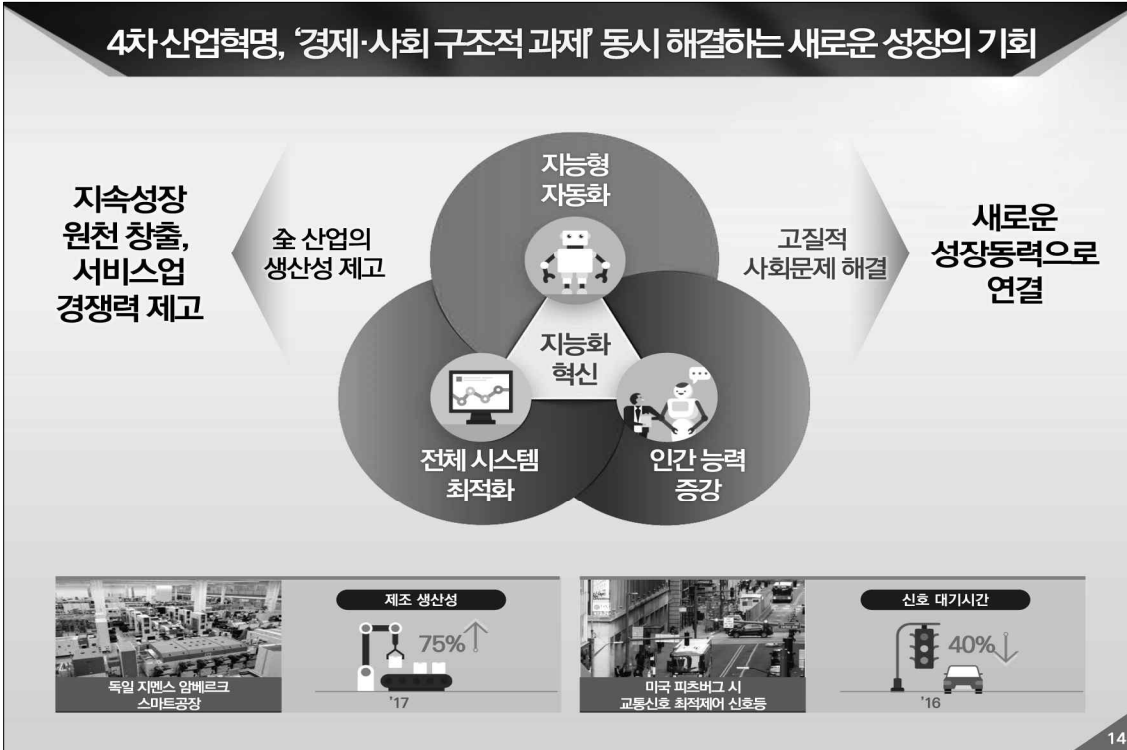 4차 산업혁명, ‘경제·사회 구조적 과제’ 동시 해결하는 새로운 성장의 기회
지속성장
원천 창출,
서비스업
경쟁력 제고
全 산업의
생산성 제고
지능형
자동화
지능화
혁신
전체 시스템
최적화
인간 능력
증강
고질적
사회문제 해결
새로운
성장동력으로
연결
독일 지멘스 암베르크
스마트공장
제조 생산성
75%
'17
미국 피츠버그 시
교통신호 최적제어 신호등
신호 대기시간
40%
'16
14